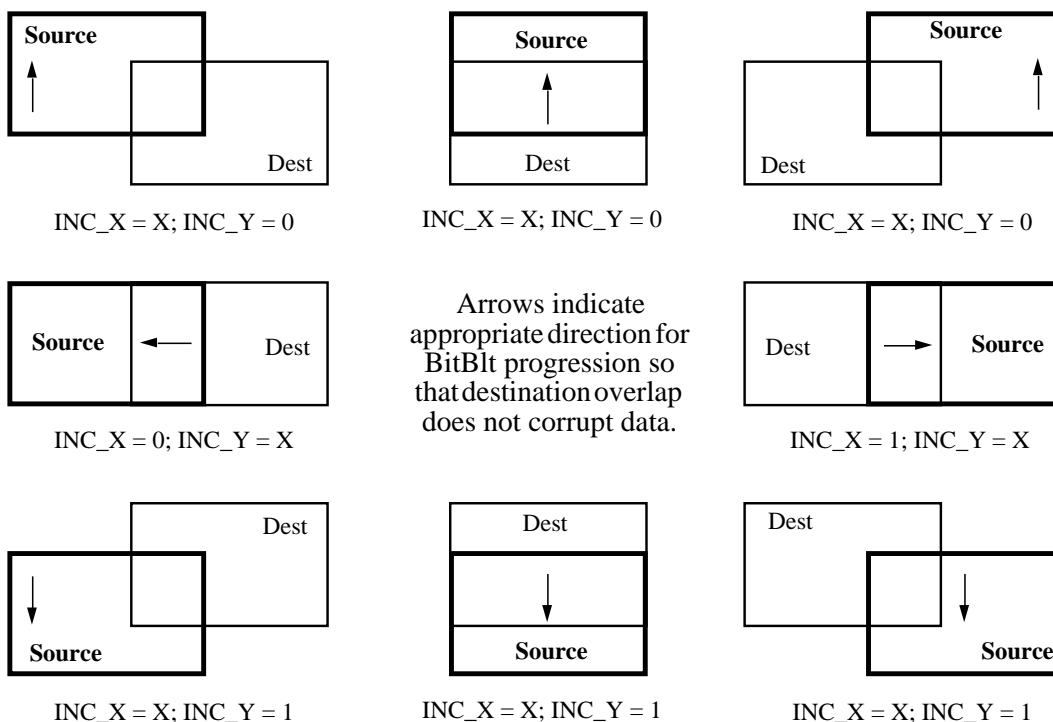 Source
Dest
INC_X = X; INC_Y = 0
Source
Dest
INC_X = X; INC_Y = 0
Source
Dest
INC_X = X; INC_Y = 0
Source
Dest
INC_X = 0; INC_Y = X
Arrows indicate
appropriate direction for
BitBlt progression so
that destination overlap
does not corrupt data.
Dest
Source
INC_X = 1; INC_Y = X
Dest
Source
INC_X = X; INC_Y = 1
Dest
Source
INC_X = X; INC_Y = 1
Dest
Source
INC_X = X; INC_Y = 1